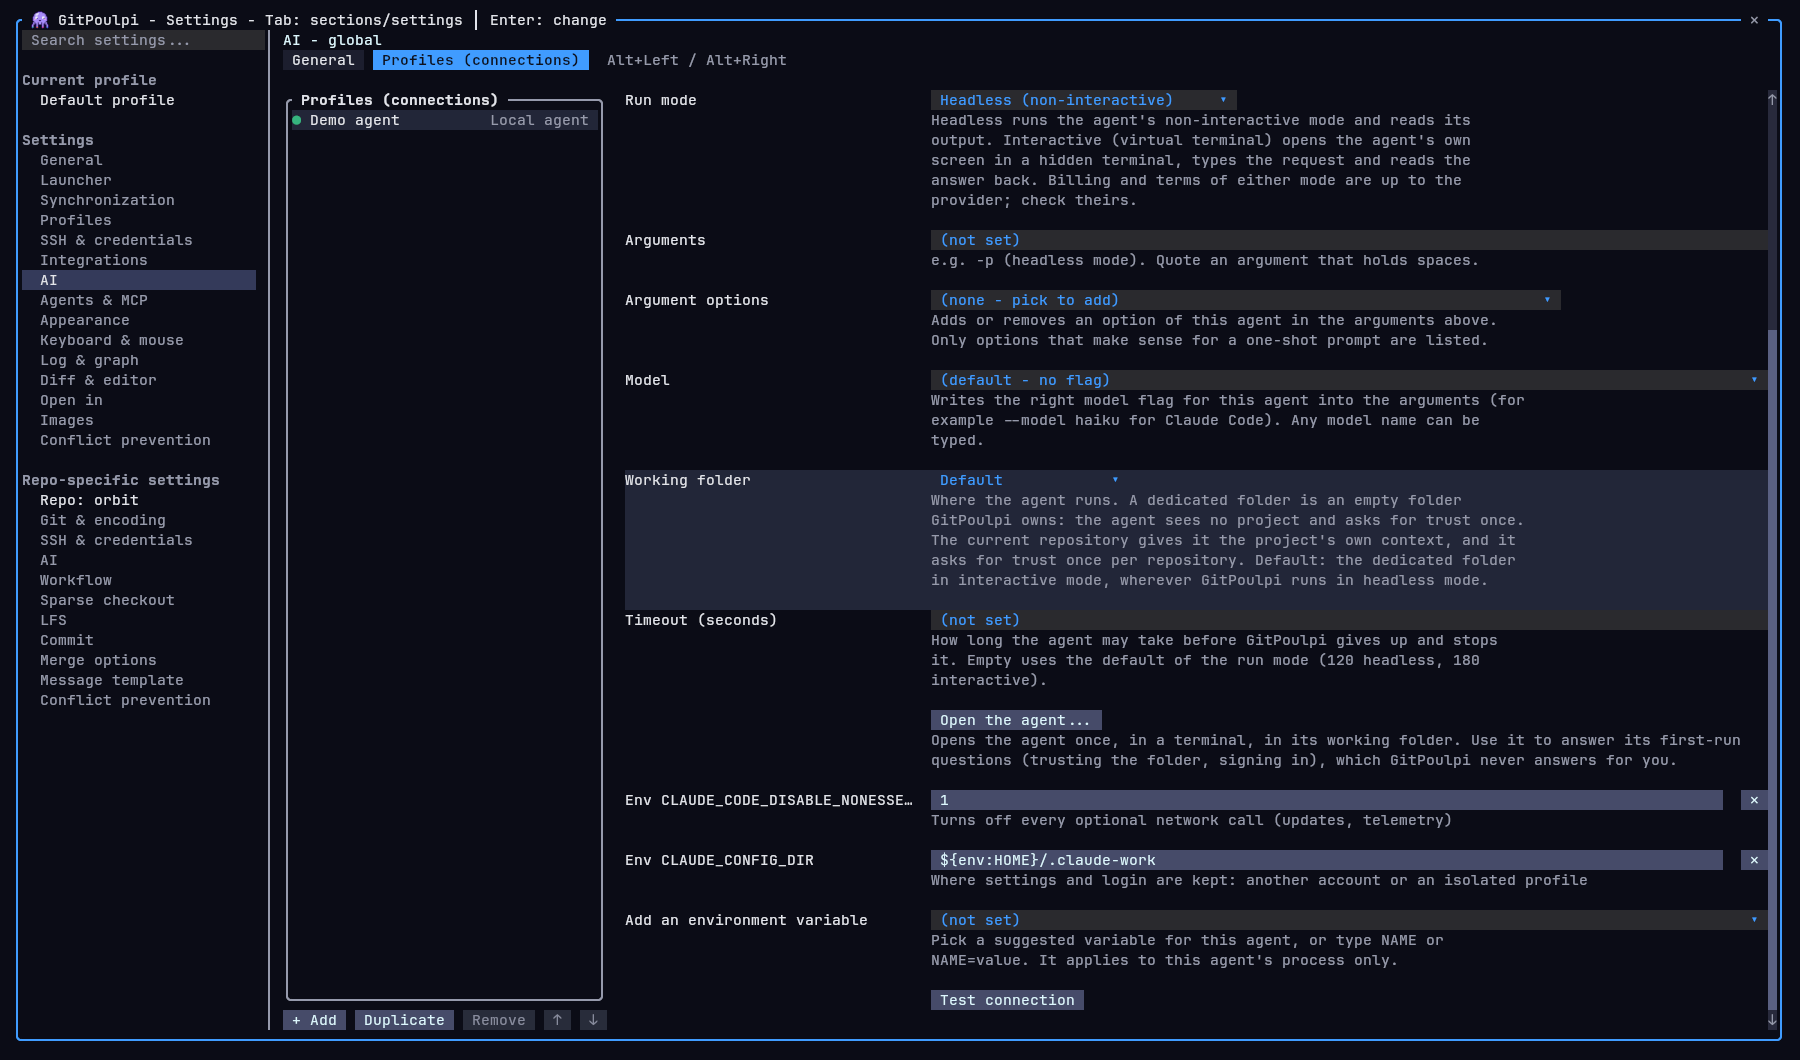 GitPoulpi - Settings - Tab: sections/settings │ Enter: change ×
Search settings...
Current profile
Default profile
Settings
General
Launcher
Synchronization
Profiles
SSH & credentials
Integrations
AI
Agents & MCP
Appearance
Keyboard & mouse
Log & graph
Diff & editor
Open in
Images
Conflict prevention
Repo-specific settings
Repo: orbit
Git & encoding
SSH & credentials
AI
Workflow
Sparse checkout
LFS
Commit
Merge options
Message template
Conflict prevention
AI - global
General Profiles (connections) Alt+Left / Alt+Right
Profiles (connections)
● Demo agent Local agent
+ Add Duplicate Remove ↑ ↓
Run mode Headless (non-interactive) ▾
Headless runs the agent's non-interactive mode and reads its
output. Interactive (virtual terminal) opens the agent's own
screen in a hidden terminal, types the request and reads the
answer back. Billing and terms of either mode are up to the
provider; check theirs.
Arguments (not set)
e.g. -p (headless mode). Quote an argument that holds spaces.
Argument options (none - pick to add) ▾
Adds or removes an option of this agent in the arguments above.
Only options that make sense for a one-shot prompt are listed.
Model (default - no flag) ▾
Writes the right model flag for this agent into the arguments (for
example --model haiku for Claude Code). Any model name can be
typed.
Working folder Default ▾
Where the agent runs. A dedicated folder is an empty folder
GitPoulpi owns: the agent sees no project and asks for trust once.
The current repository gives it the project's own context, and it
asks for trust once per repository. Default: the dedicated folder
in interactive mode, wherever GitPoulpi runs in headless mode.
Timeout (seconds) (not set)
How long the agent may take before GitPoulpi gives up and stops
it. Empty uses the default of the run mode (120 headless, 180
interactive).
Open the agent...
Opens the agent once, in a terminal, in its working folder. Use it to answer its first-run
questions (trusting the folder, signing in), which GitPoulpi never answers for you.
Env CLAUDE_CODE_DISABLE_NONESSE… 1 ×
Turns off every optional network call (updates, telemetry)
Env CLAUDE_CONFIG_DIR ${env:HOME}/.claude-work ×
Where settings and login are kept: another account or an isolated profile
Add an environment variable (not set) ▾
Pick a suggested variable for this agent, or type NAME or
NAME=value. It applies to this agent's process only.
Test connection